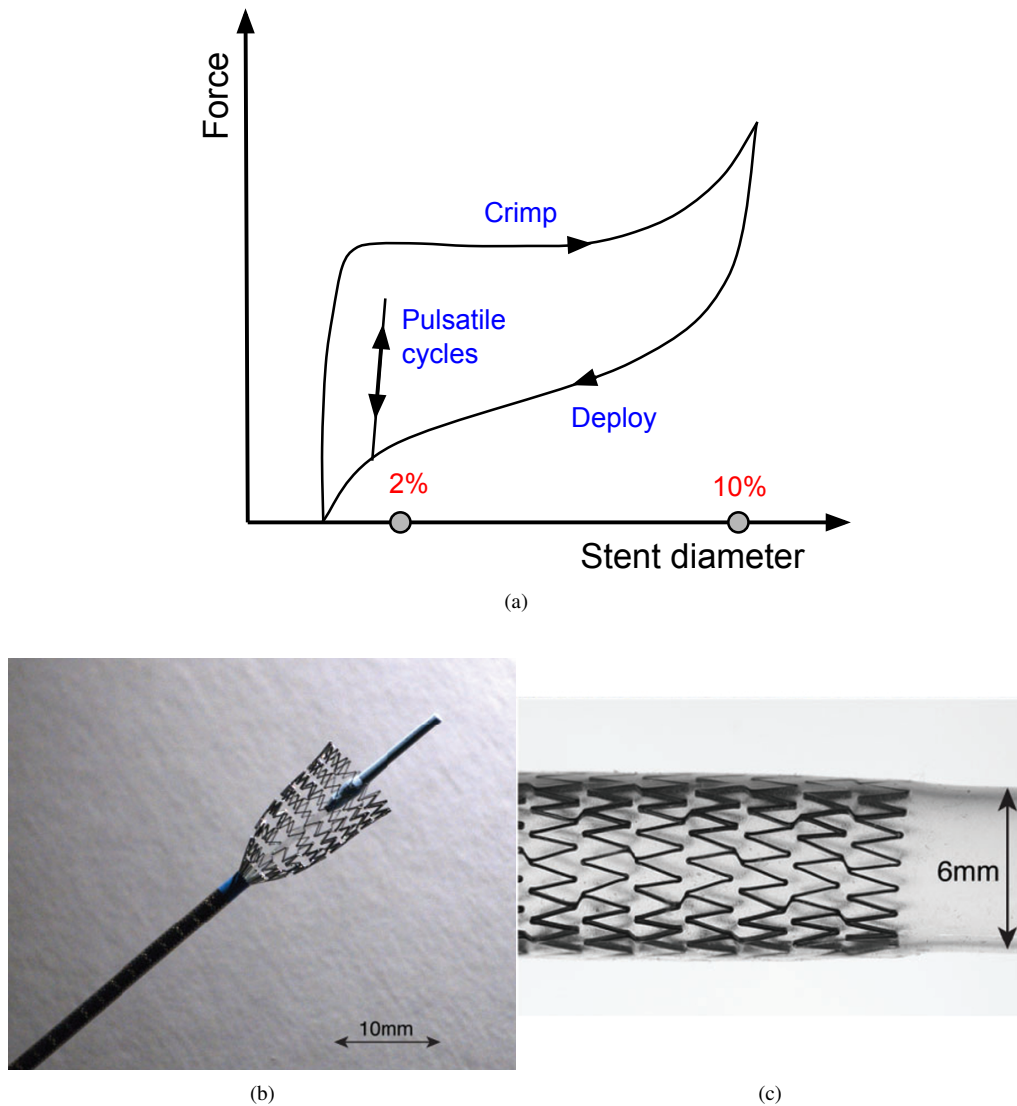 Force
Crimp
Pulsatile
cycles
Deploy
2%
10%
Stent diameter
(a)
10mm
6mm
(b)
(c)